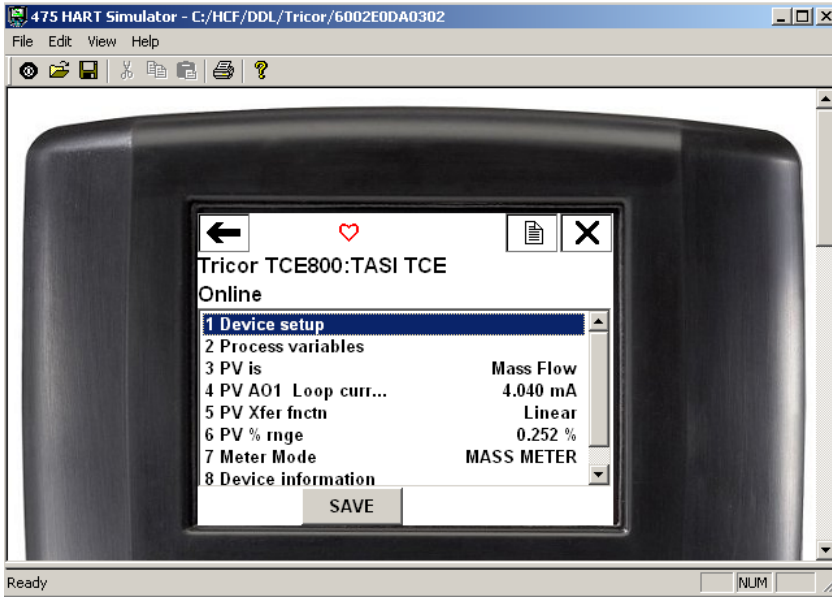 475 HART Simulator - C:/HCF/DDL/Tricor/6002E0DA0302
File Edit View Help
Tricor TCE800:TASI TCE
Online
1 Device setup
2 Process variables
3 PV is Mass Flow
4 PV AO1 Loop curr... 4.040 mA
5 PV Xfer fnctn Linear
6 PV % rnge 0.252 %
7 Meter Mode MASS METER
8 Device information
SAVE
Ready NUM